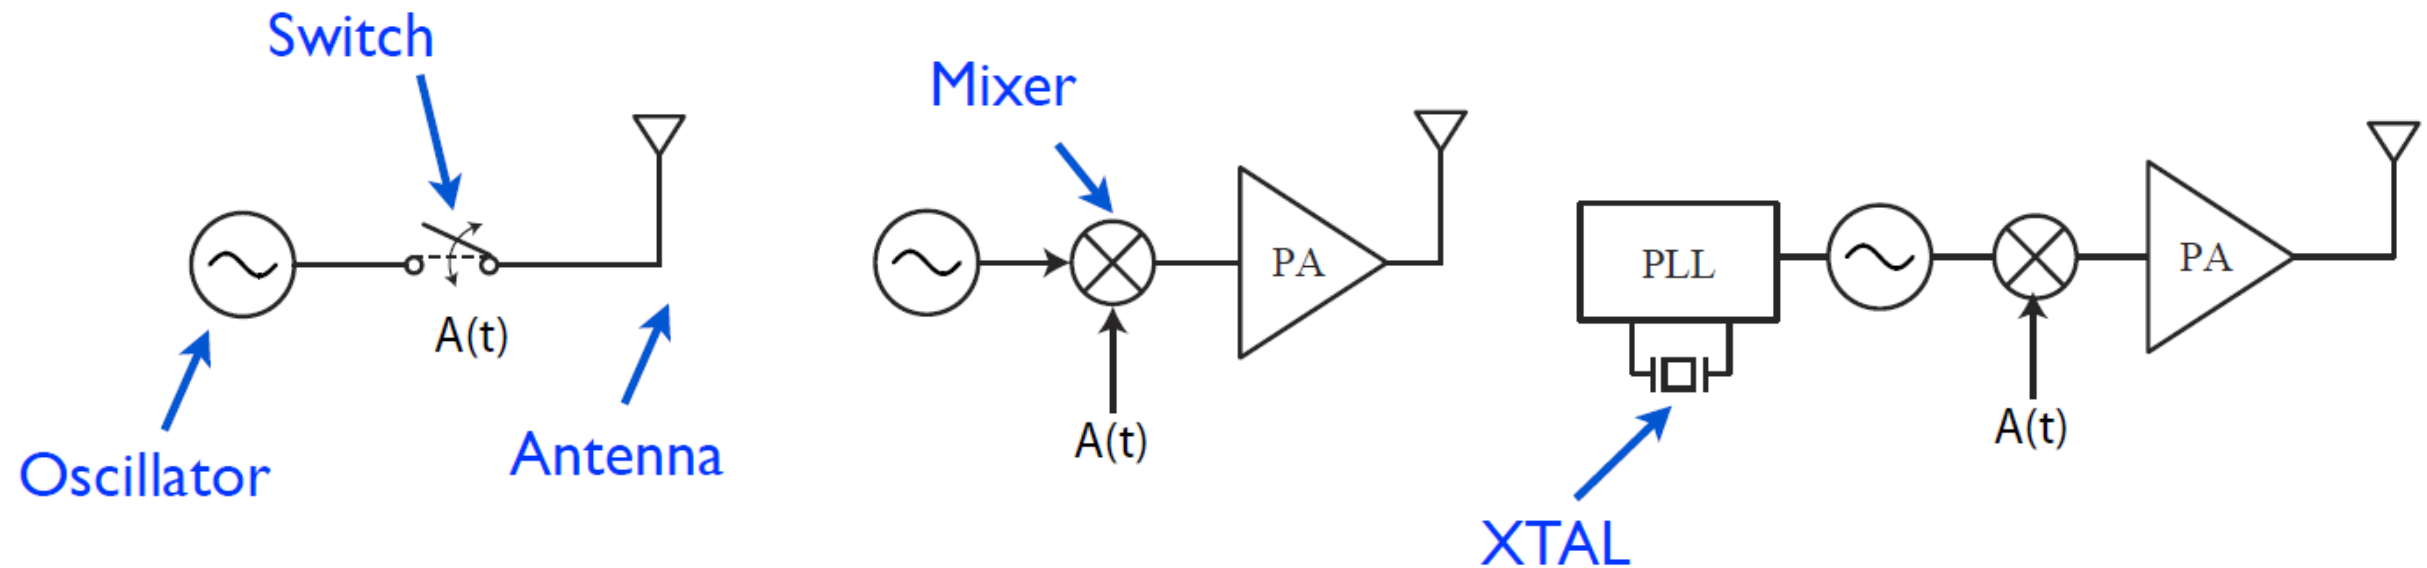 Switch
A(t)
Oscillator
Antenna
Mixer
PA
A(t)
PLL
PA
A(t)
XTAL